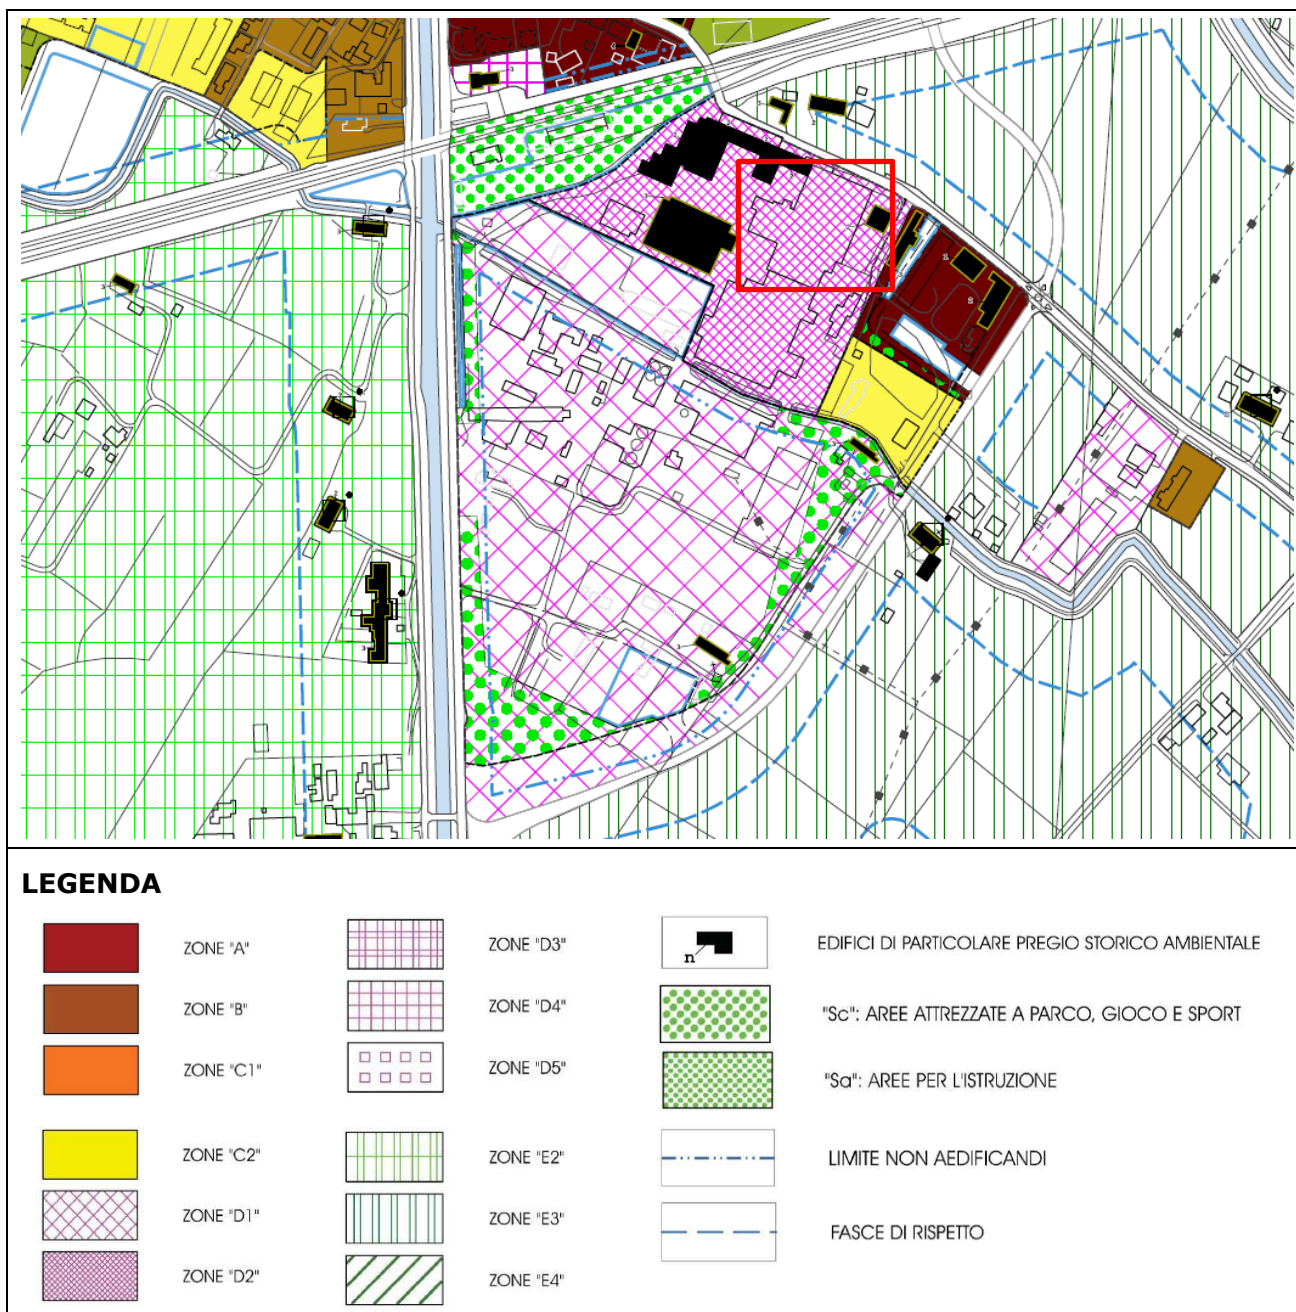 LEGENDA
ZONE "A"
ZONE "B"
ZONE "C1"
ZONE "C2"
ZONE "D1"
ZONE "D2"
ZONE "D3"
ZONE "D4"
ZONE "D5"
ZONE "E2"
ZONE "E3"
ZONE "E4"
n
EDIFICI DI PARTICOLARE PREGIO STORICO AMBIENTALE
"Sc": AREE ATTREZZATE A PARCO, GIOCO E SPORT
"Sa": AREE PER L'ISTRUZIONE
LIMITE NON AEDIFICANDI
FASCE DI RISPETTO